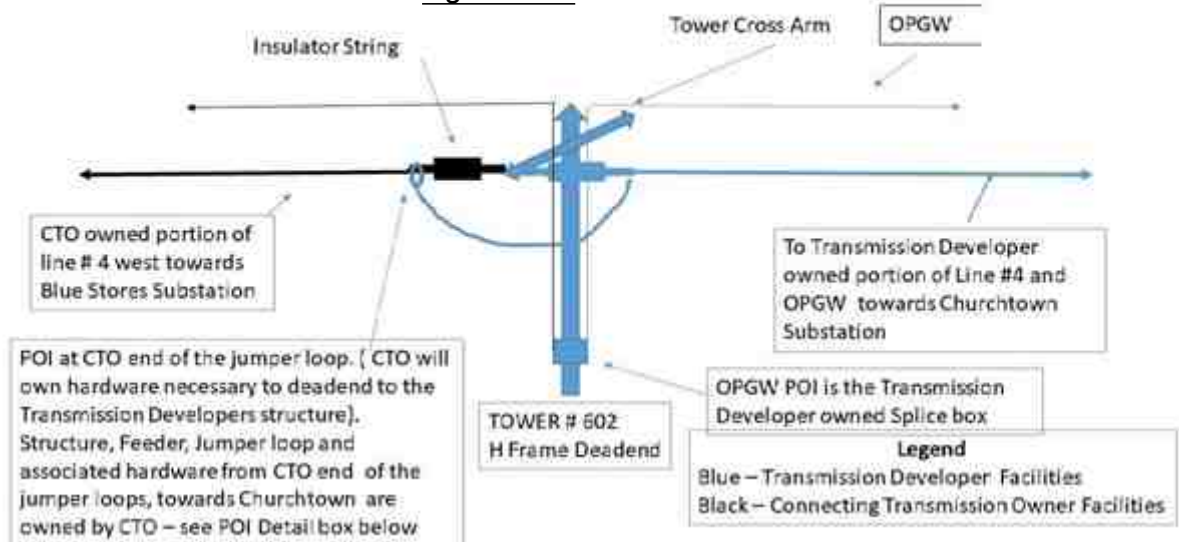 Insulator String
Tower Cross Arm
OPGW
CTO owned portion of
line # 4 west towards
Blue Stores Substation
To Transmission Developer
owned portion of Line #4 and
OPGW towards Churchtown
Substation
POI at CTO end of the jumper loop. ( CTO will
own hardware necessary to deadend to the
Transmission Developers structure).
Structure, Feeder, Jumper loop and
associated hardware from CTO end of the
jumper loops, towards Churchtown are
owned by CTO – see POI Detail box below
TOWER # 602
H Frame Deadend
OPGW POI is the Transmission
Developer owned Splice box
Legend
Blue – Transmission Developer Facilities
Black – Connecting Transmission Owner Facilities